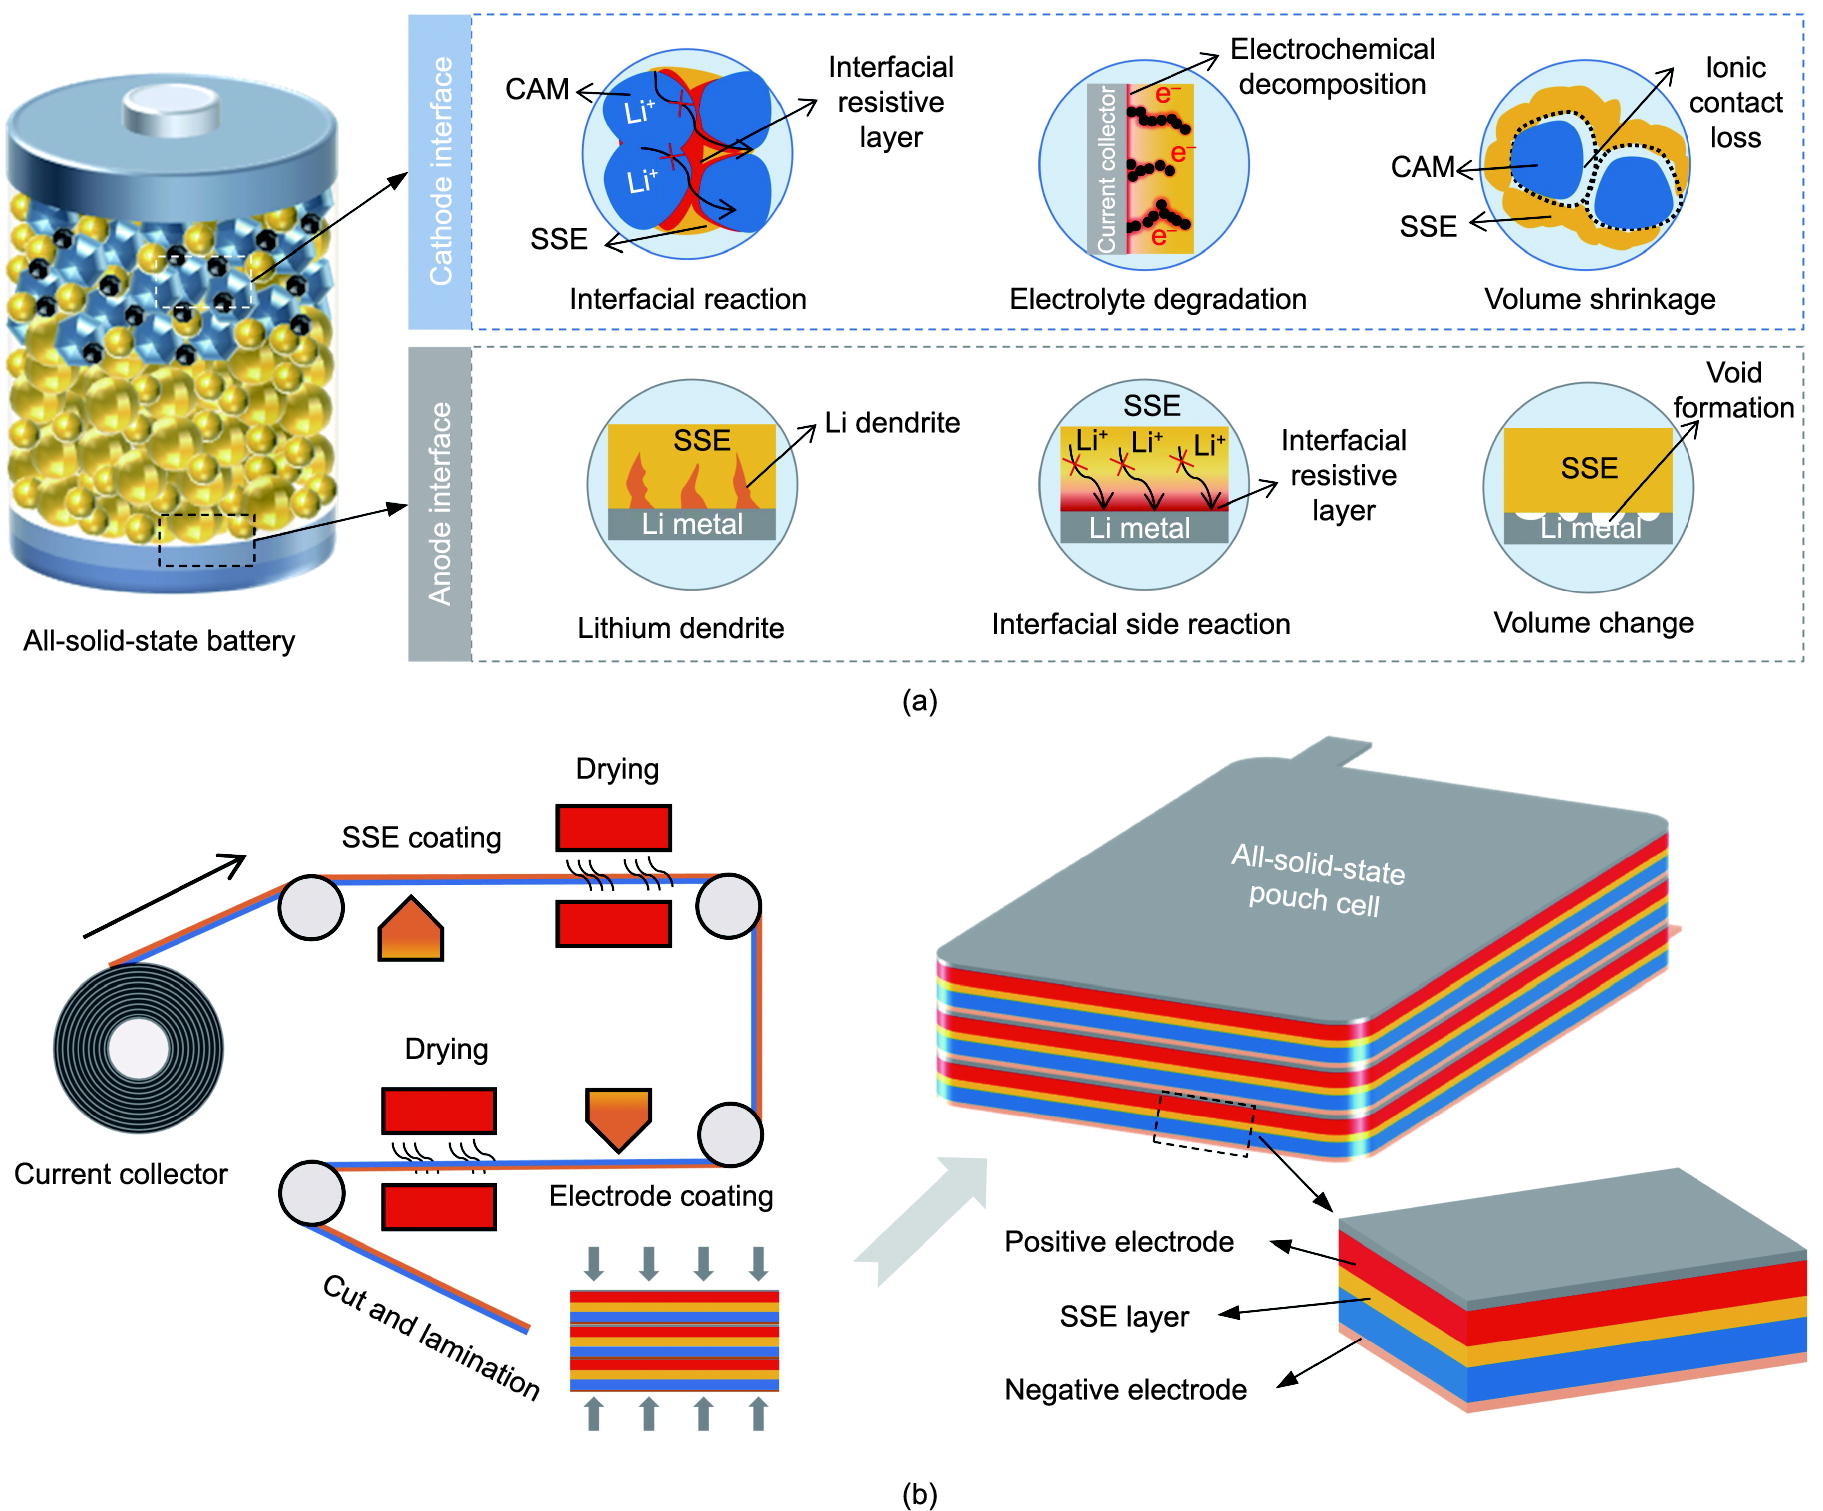 All-solid-state battery
Cathode interface
CAM
Li⁺
Li⁺
SSE
Interfacial
resistive
layer
Interfacial reaction
Current collector
e⁻
e⁻
e⁻
Electrochemical
decomposition
Electrolyte degradation
Ionic
contact
loss
CAM
SSE
Volume shrinkage
Anode interface
SSE
Li metal
Li dendrite
Lithium dendrite
SSE
Li⁺ Li⁺ Li⁺
Li metal
Interfacial
resistive
layer
Interfacial side reaction
Void
formation
SSE
Li metal
Volume change
(a)
Drying
SSE coating
Drying
Current collector
Electrode coating
Cut and lamination
All-solid-state
pouch cell
Positive electrode
SSE layer
Negative electrode
(b)